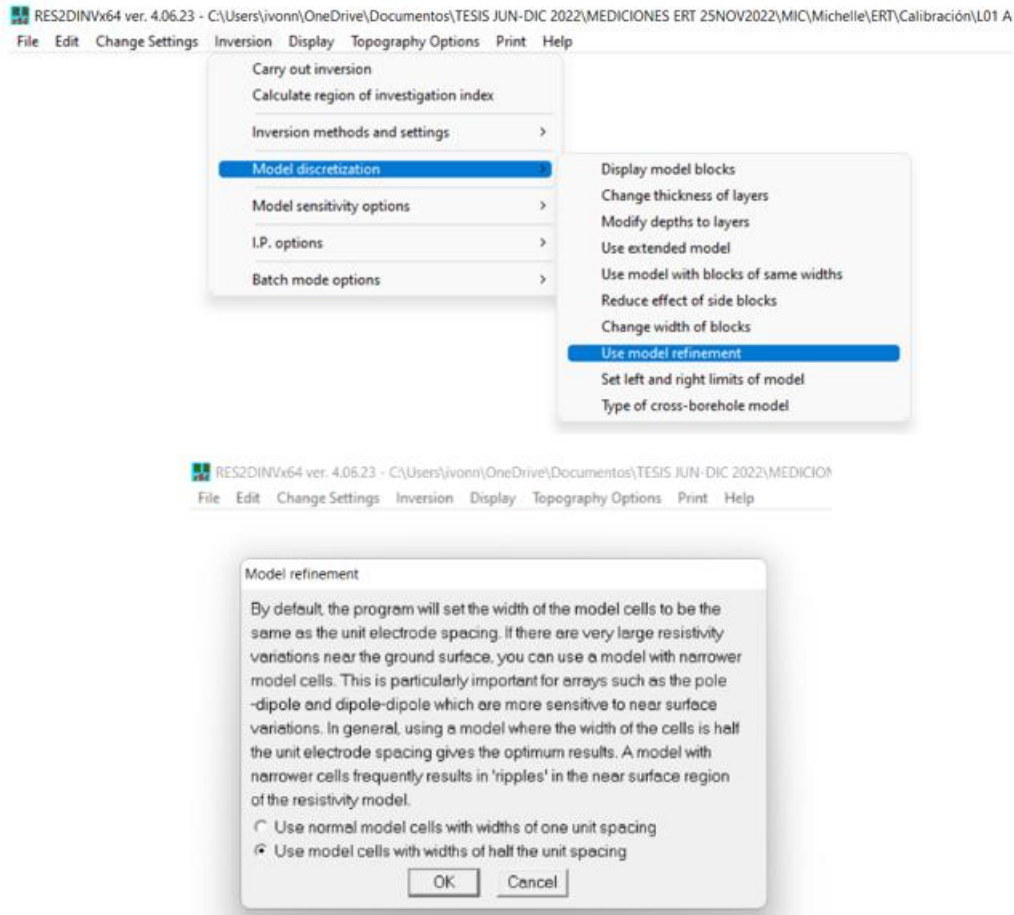 RES2DINVx64 ver. 4.06.23 - C:\Users\ivonn\OneDrive\Documentos\TESIS JUN-DIC 2022\MEDICIONES ERT 25NOV2022\MIC\Michelle\ERT\Calibración\L01 A
File Edit Change Settings Inversion Display Topography Options Print Help
Carry out inversion
Calculate region of investigation index
Inversion methods and settings >
Model discretization >
Model sensitivity options >
I.P. options >
Batch mode options >
Display model blocks
Change thickness of layers
Modify depths to layers
Use extended model
Use model with blocks of same widths
Reduce effect of side blocks
Change width of blocks
Use model refinement
Set left and right limits of model
Type of cross-borehole model
RES2DINVx64 ver. 4.06.23 - C:\Users\ivonn\OneDrive\Documentos\TESIS JUN-DIC 2022\MEDICION
File Edit Change Settings Inversion Display Topography Options Print Help
Model refinement
By default, the program will set the width of the model cells to be the
same as the unit electrode spacing. If there are very large resistivity
variations near the ground surface, you can use a model with narrower
model cells. This is particularly important for arrays such as the pole
-dipole and dipole-dipole which are more sensitive to near surface
variations. In general, using a model where the width of the cells is half
the unit electrode spacing gives the optimum results. A model with
narrower cells frequently results in 'ripples' in the near surface region
of the resistivity model.
Use normal model cells with widths of one unit spacing
Use model cells with widths of half the unit spacing
OK Cancel